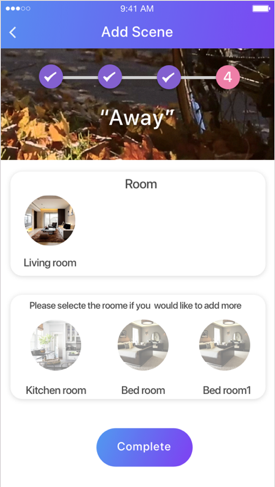 9:41 AM
Add Scene
4
“Away”
Room
Living room
Please selecte the roome if you would like to add more
Kitchen room Bed room Bed room1
Complete